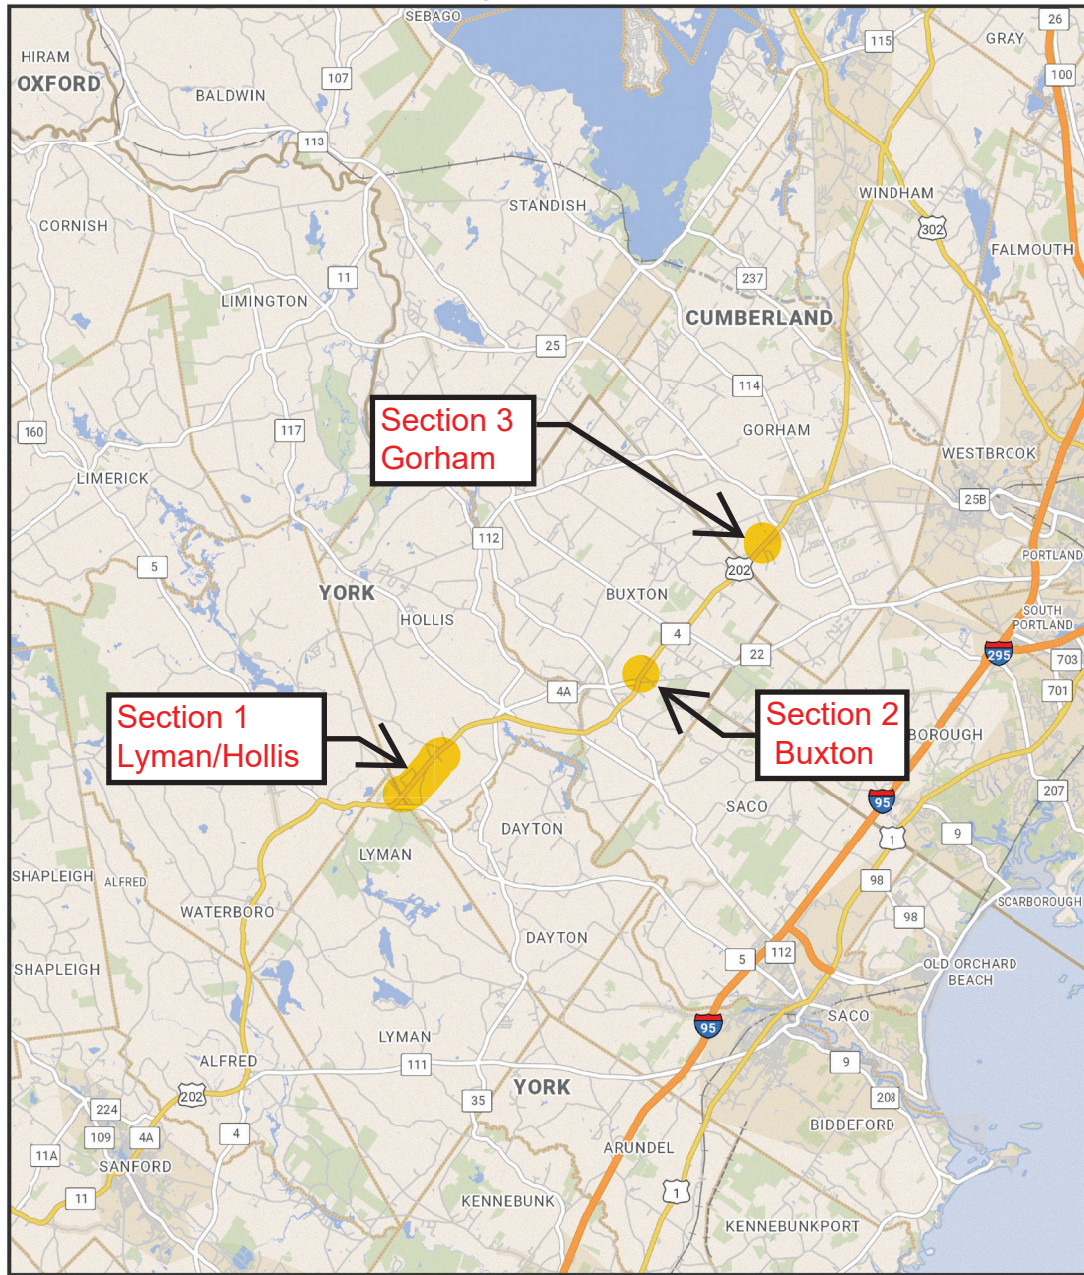 SEBAGO
26
GRAY
115
HIRAM
OXFORD
107
100
BALDWIN
113
WINDHAM
STANDISH
CORNISH
302
FALMOUTH
11
237
LIMINGTON
CUMBERLAND
25
114
Section 3
Gorham
117
160
GORHAM
WESTBROOK
LIMERICK
25B
112
PORTLAND
5
202
YORK
BUXTON
HOLLIS
SOUTH
PORTLAND
4
22
295
703
4A
701
Section 1
Lyman/Hollis
Section 2
Buxton
BOROUGH
95
207
SACO
DAYTON
1
9
LYMAN
SHAPLEIGH
ALFRED
98
SCARBOROUGH
WATERBORO
98
DAYTON
112
5
SHAPLEIGH
OLD ORCHARD
BEACH
SACO
95
LYMAN
ALFRED
111
9
YORK
202
35
208
224
BIDDEFORD
109
4A
4
11A
ARUNDEL
SANFORD
11
KENNEBUNK
1
KENNEBUNKPORT